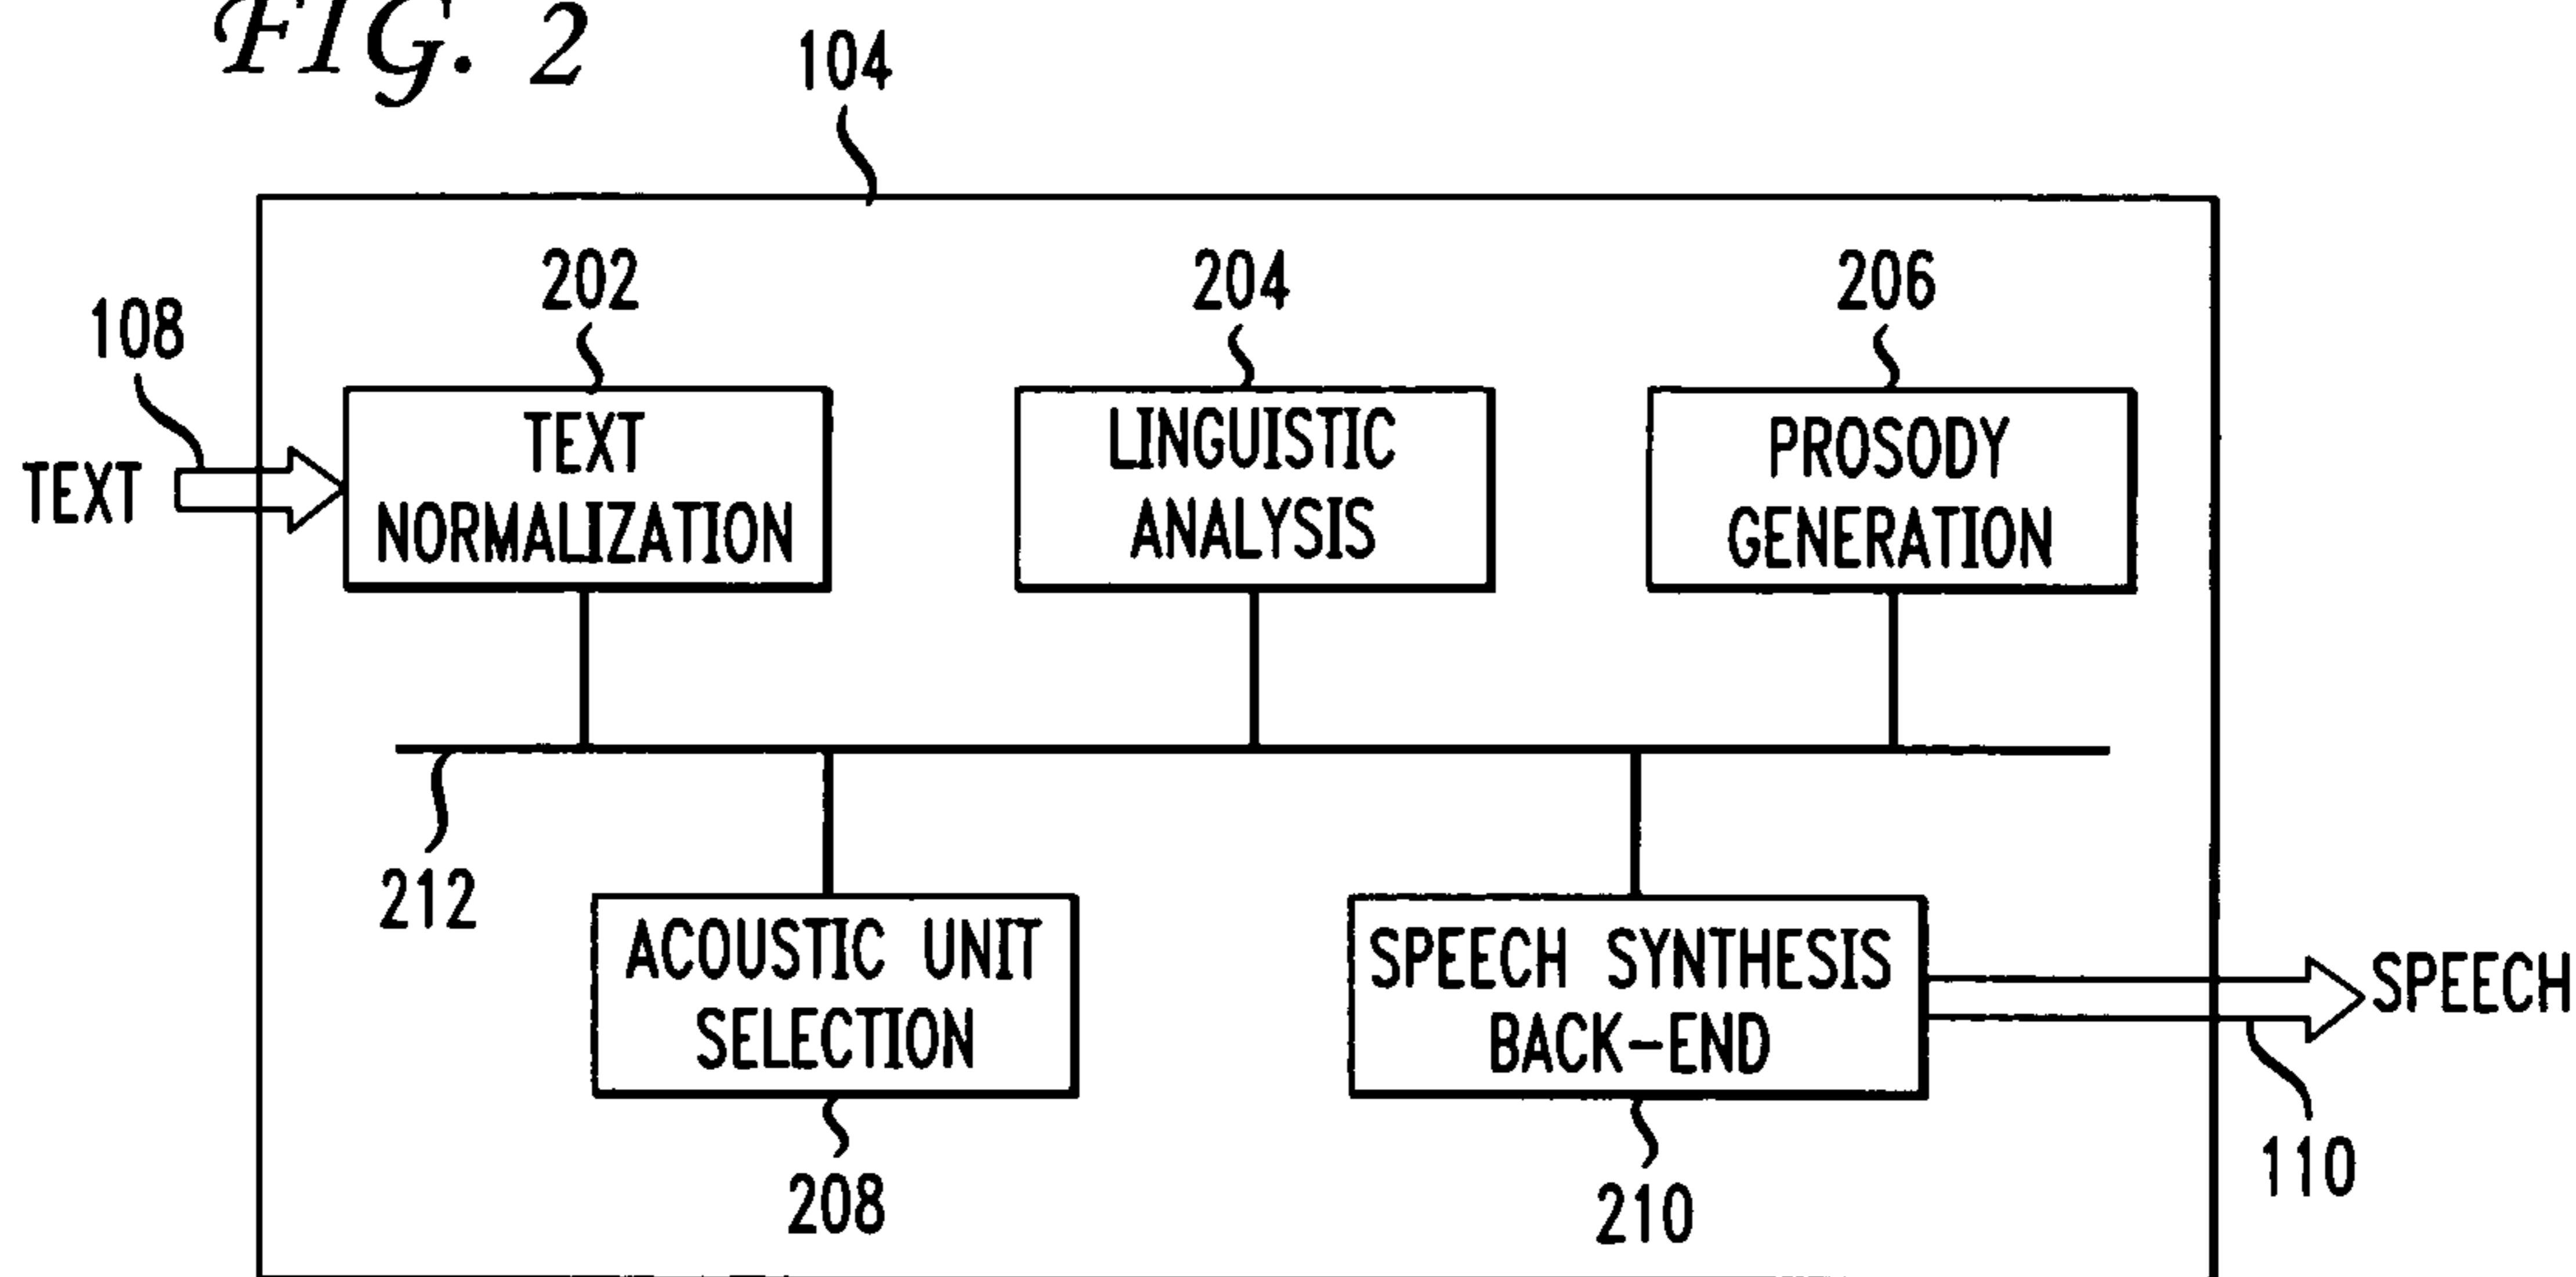 FIG. 2
104
202
204
206
108
TEXT
TEXT
NORMALIZATION
LINGUISTIC
ANALYSIS
PROSODY
GENERATION
212
ACOUSTIC UNIT
SELECTION
SPEECH SYNTHESIS
BACK-END
SPEECH
110
208
210